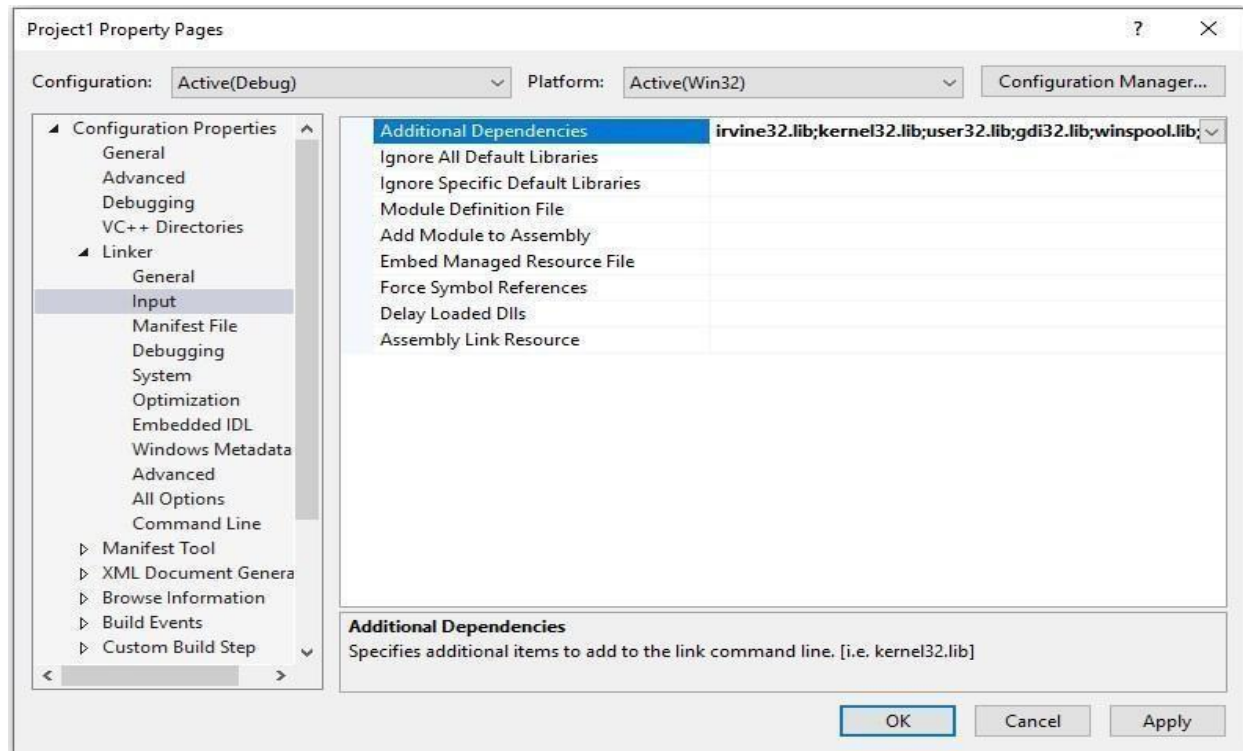 Project1 Property Pages
? ×
Configuration: Active(Debug) Platform: Active(Win32) Configuration Manager...
Configuration Properties
General
Advanced
Debugging
VC++ Directories
Linker
General
Input
Manifest File
Debugging
System
Optimization
Embedded IDL
Windows Metadata
Advanced
All Options
Command Line
Manifest Tool
XML Document Genera
Browse Information
Build Events
Custom Build Step
Additional Dependencies irvine32.lib;kernel32.lib;user32.lib;gdi32.lib;winspool.lib;
Ignore All Default Libraries
Ignore Specific Default Libraries
Module Definition File
Add Module to Assembly
Embed Managed Resource File
Force Symbol References
Delay Loaded Dlls
Assembly Link Resource
Additional Dependencies
Specifies additional items to add to the link command line. [i.e. kernel32.lib]
OK Cancel Apply